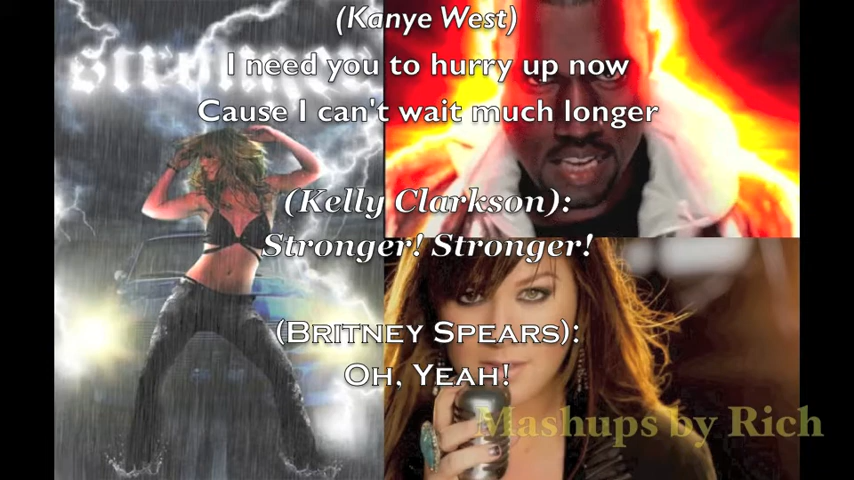 (Kanye West)
I need you to hurry up now
Cause I can't wait much longer
(Kelly Clarkson):
Stronger! Stronger!
(Britney Spears):
Oh, Yeah!
Mashups by Rich